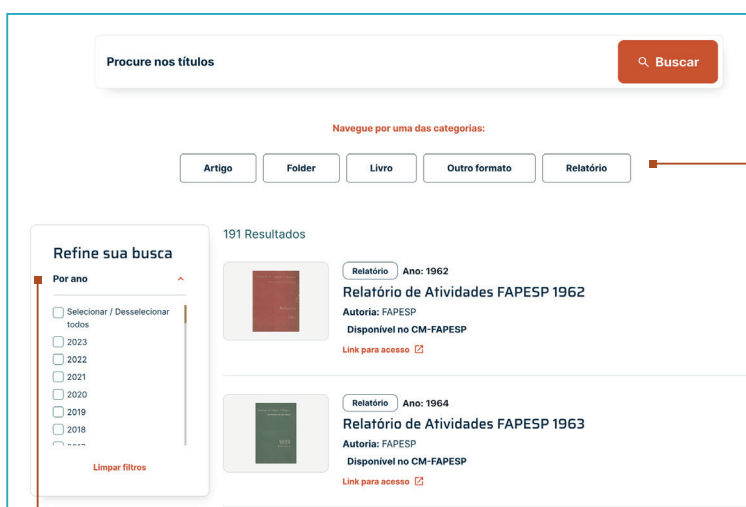 Procure nos títulos
Buscar
Navegue por uma das categorias:
Artigo
Folder
Livro
Outro formato
Relatório
191 Resultados
Refine sua busca
Por ano
Selecionar / Desselecionar
todos
2023
2022
2021
2020
2019
2018
Limpar filtros
Relatório Ano: 1962
Relatório de Atividades FAPESP 1962
Autoria: FAPESP
Disponível no CM-FAPESP
Link para acesso
Relatório Ano: 1964
Relatório de Atividades FAPESP 1963
Autoria: FAPESP
Disponível no CM-FAPESP
Link para acesso